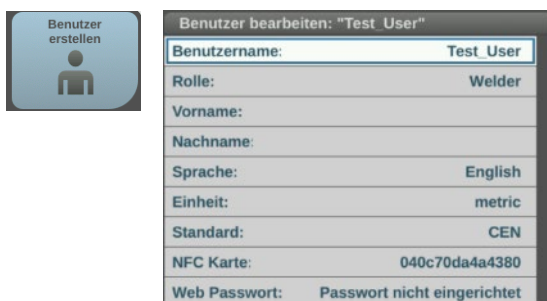 Benutzer
erstellen
Benutzer bearbeiten: "Test_User"
Benutzername: Test_User
Rolle: Welder
Vorname:
Nachname:
Sprache: English
Einheit: metric
Standard: CEN
NFC Karte: 040c70da4a4380
Web Passwort: Passwort nicht eingerichtet